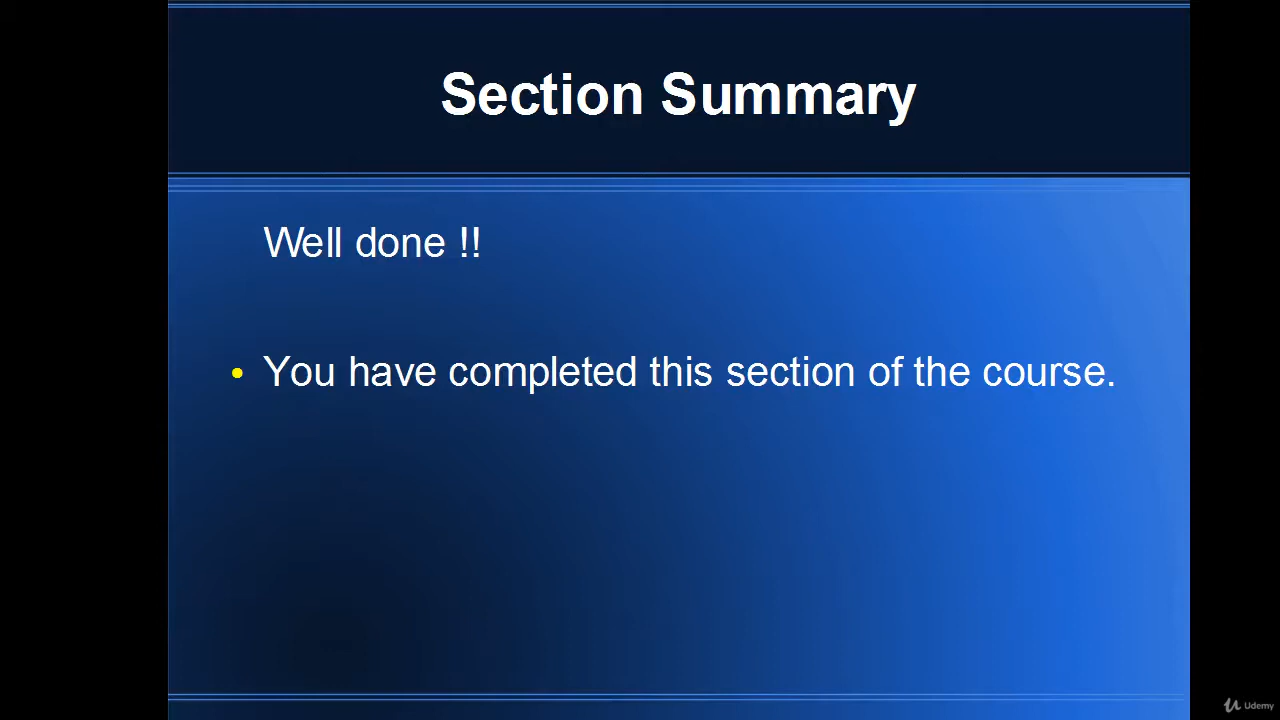 Section Summary
Well done !!
• You have completed this section of the course.
Udemy